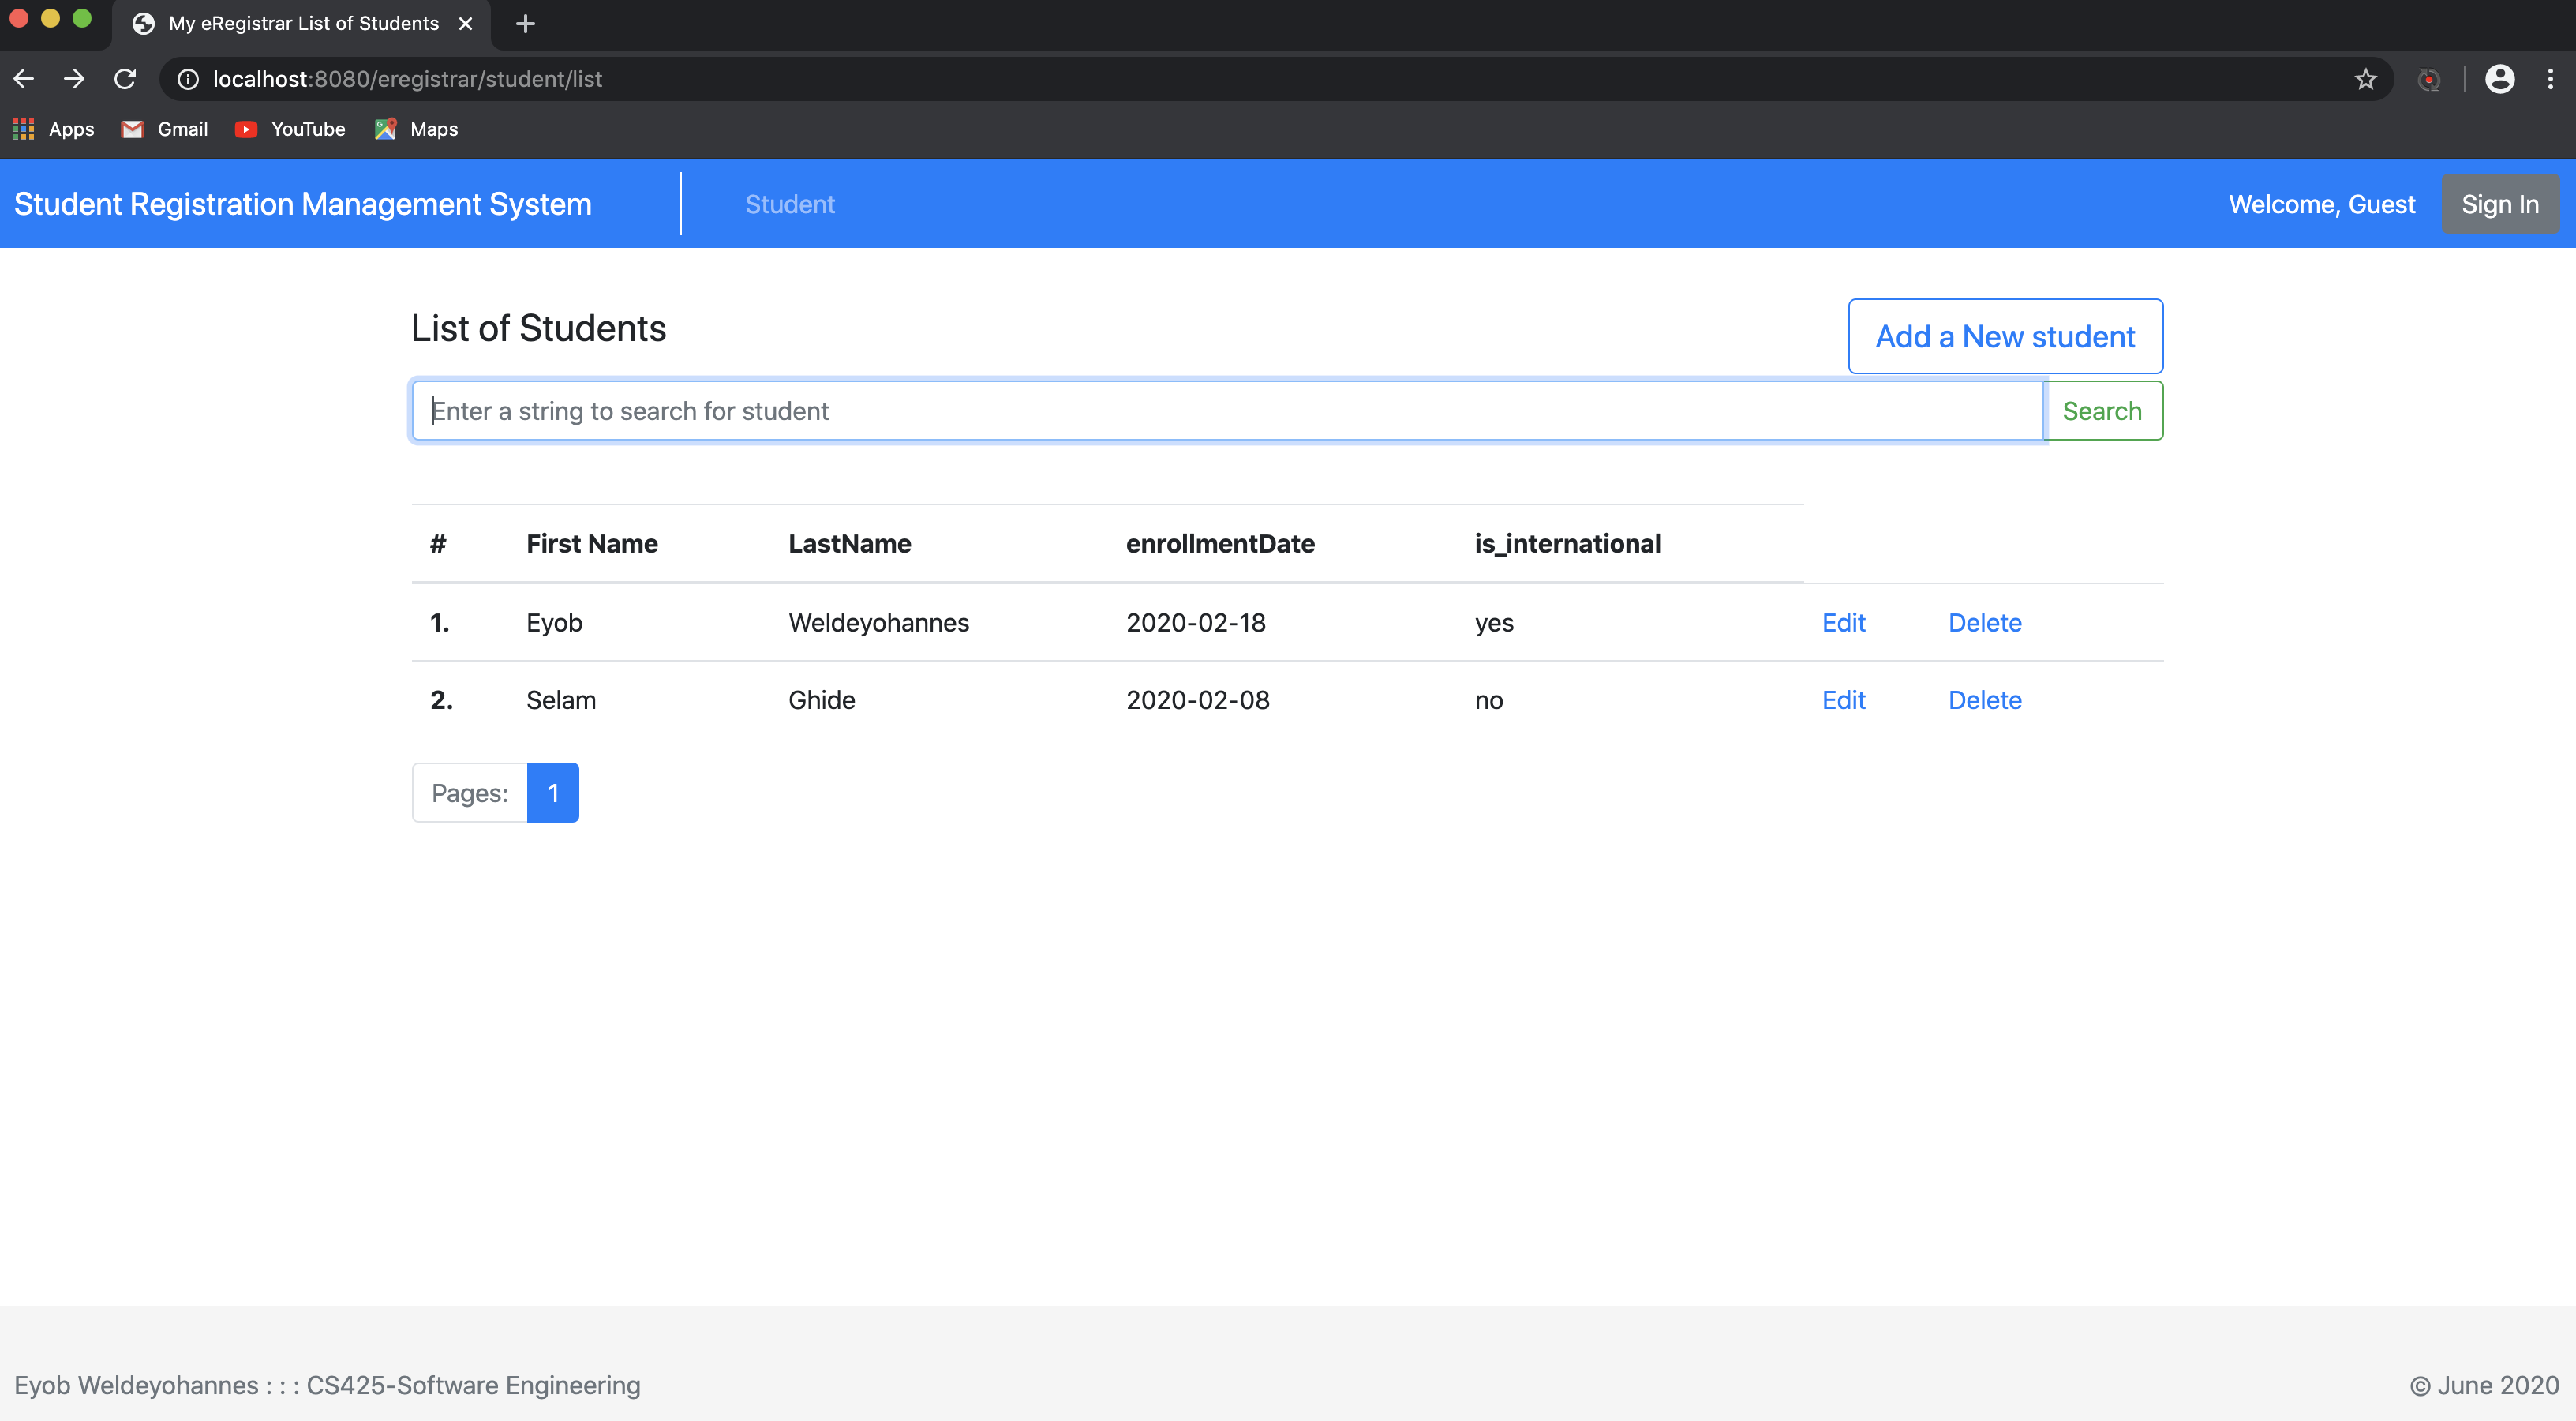 My eRegistrar List of Students
localhost:8080/eregistrar/student/list
Apps Gmail YouTube Maps
Student Registration Management System Student Welcome, Guest Sign In
List of Students Add a New student
Enter a string to search for student Search
# First Name LastName enrollmentDate is_international
1. Eyob Weldeyohannes 2020-02-18 yes Edit Delete
2. Selam Ghide 2020-02-08 no Edit Delete
Pages: 1
Eyob Weldeyohannes : : : CS425-Software Engineering © June 2020